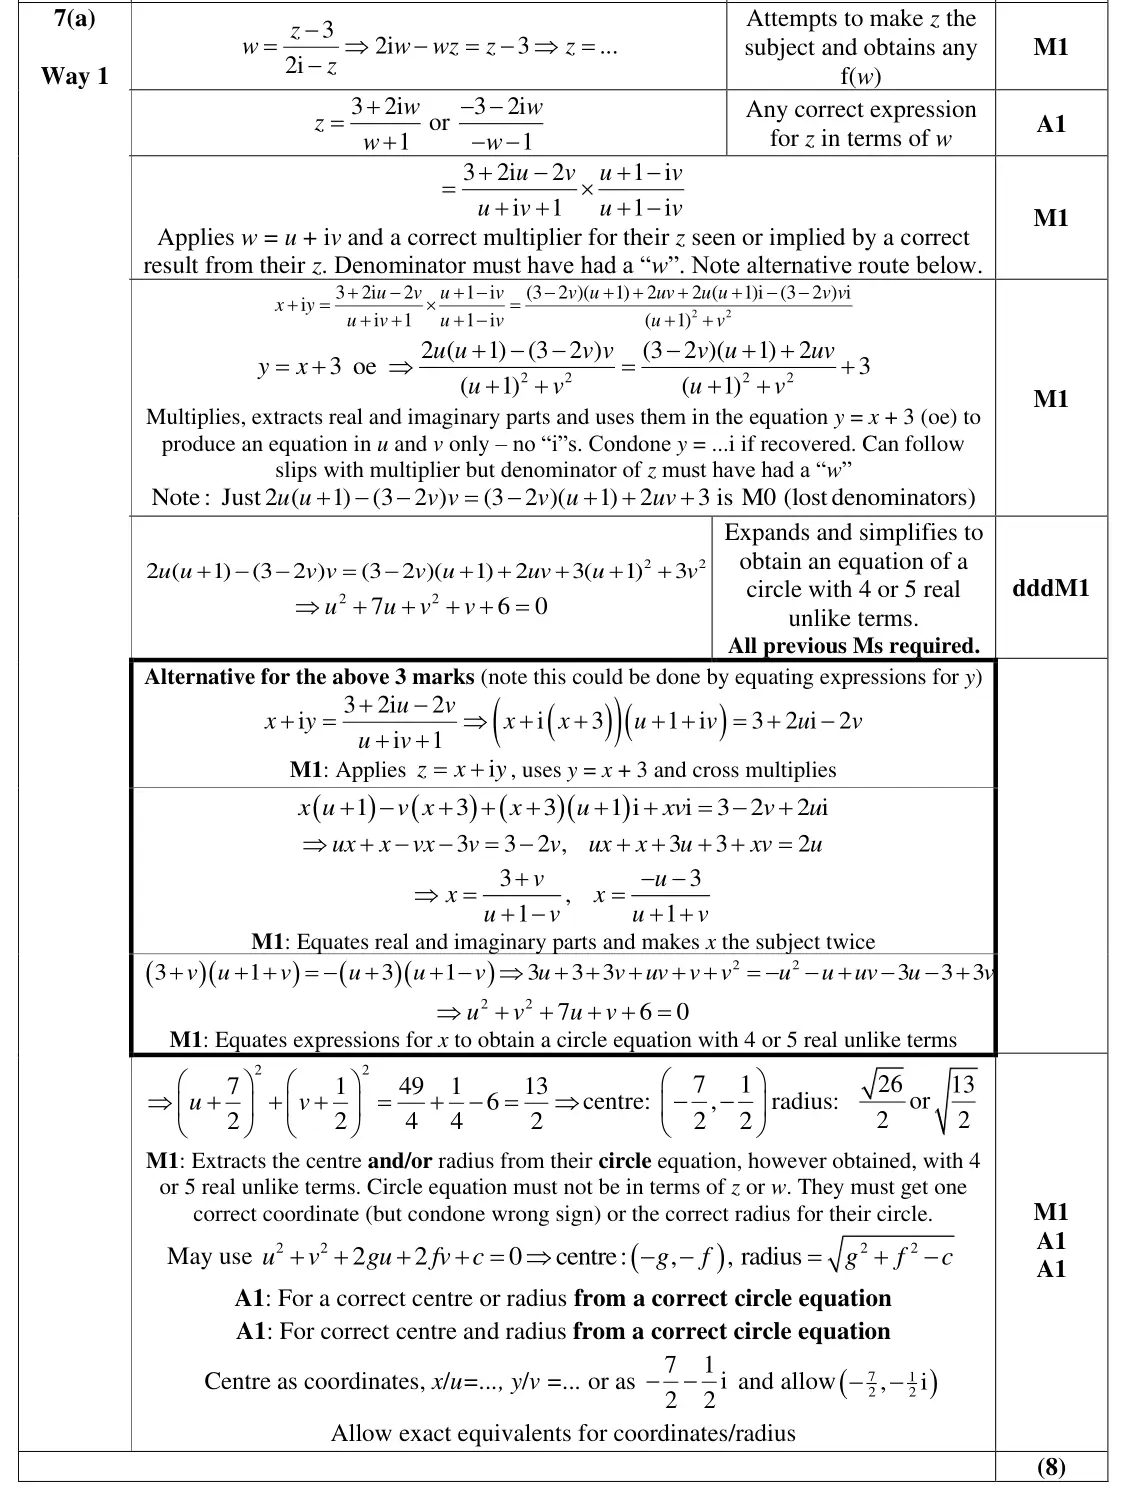 7(a)
Way 1
w = (z − 3)/(2i − z) ⇒ 2iw − wz = z − 3 ⇒ z = ...
Attempts to make z the
subject and obtains any
f(w)
M1
z = (3 + 2iw)/(w + 1) or (−3 − 2iw)/(−w − 1)
Any correct expression
for z in terms of w
A1
= (3 + 2iu − 2v)/(u + iv + 1) × (u + 1 − iv)/(u + 1 − iv)
Applies w = u + iv and a correct multiplier for their z seen or implied by a correct
result from their z. Denominator must have had a “w”. Note alternative route below.
M1
x + iy = (3 + 2iu − 2v)/(u + iv + 1) × (u + 1 − iv)/(u + 1 − iv) = ((3 − 2v)(u + 1) + 2uv + 2u(u + 1)i − (3 − 2v)vi)/((u + 1)² + v²)
y = x + 3 oe ⇒ (2u(u + 1) − (3 − 2v)v)/((u + 1)² + v²) = ((3 − 2v)(u + 1) + 2uv)/((u + 1)² + v²) + 3
Multiplies, extracts real and imaginary parts and uses them in the equation y = x + 3 (oe) to
produce an equation in u and v only – no “i”s. Condone y = ...i if recovered. Can follow
slips with multiplier but denominator of z must have had a “w”
Note : Just 2u(u + 1) − (3 − 2v)v = (3 − 2v)(u + 1) + 2uv + 3 is M0 (lost denominators)
M1
2u(u + 1) − (3 − 2v)v = (3 − 2v)(u + 1) + 2uv + 3(u + 1)² + 3v²
⇒ u² + 7u + v² + v + 6 = 0
Expands and simplifies to
obtain an equation of a
circle with 4 or 5 real
unlike terms.
All previous Ms required.
dddM1
Alternative for the above 3 marks (note this could be done by equating expressions for y)
x + iy = (3 + 2iu − 2v)/(u + iv + 1) ⇒ (x + i(x + 3))(u + 1 + iv) = 3 + 2ui − 2v
M1: Applies z = x + iy, uses y = x + 3 and cross multiplies
x(u + 1) − v(x + 3) + (x + 3)(u + 1)i + xvi = 3 − 2v + 2ui
⇒ ux + x − vx − 3v = 3 − 2v, ux + x + 3u + 3 + xv = 2u
⇒ x = (3 + v)/(u + 1 − v), x = (−u − 3)/(u + 1 + v)
M1: Equates real and imaginary parts and makes x the subject twice
(3 + v)(u + 1 + v) = −(u + 3)(u + 1 − v) ⇒ 3u + 3 + 3v + uv + v + v² = −u² − u + uv − 3u − 3 + 3v
⇒ u² + v² + 7u + v + 6 = 0
M1: Equates expressions for x to obtain a circle equation with 4 or 5 real unlike terms
⇒ (u + 7/2)² + (v + 1/2)² = 49/4 + 1/4 − 6 = 13/2 ⇒ centre: (−7/2, −1/2) radius: √26/2 or √(13/2)
M1: Extracts the centre and/or radius from their circle equation, however obtained, with 4
or 5 real unlike terms. Circle equation must not be in terms of z or w. They must get one
correct coordinate (but condone wrong sign) or the correct radius for their circle.
May use u² + v² + 2gu + 2fv + c = 0 ⇒ centre: (−g, −f), radius = √(g² + f² − c)
A1: For a correct centre or radius from a correct circle equation
A1: For correct centre and radius from a correct circle equation
Centre as coordinates, x/u=..., y/v =... or as −7/2 − 1/2 i and allow (−7/2, −1/2 i)
Allow exact equivalents for coordinates/radius
M1
A1
A1
(8)